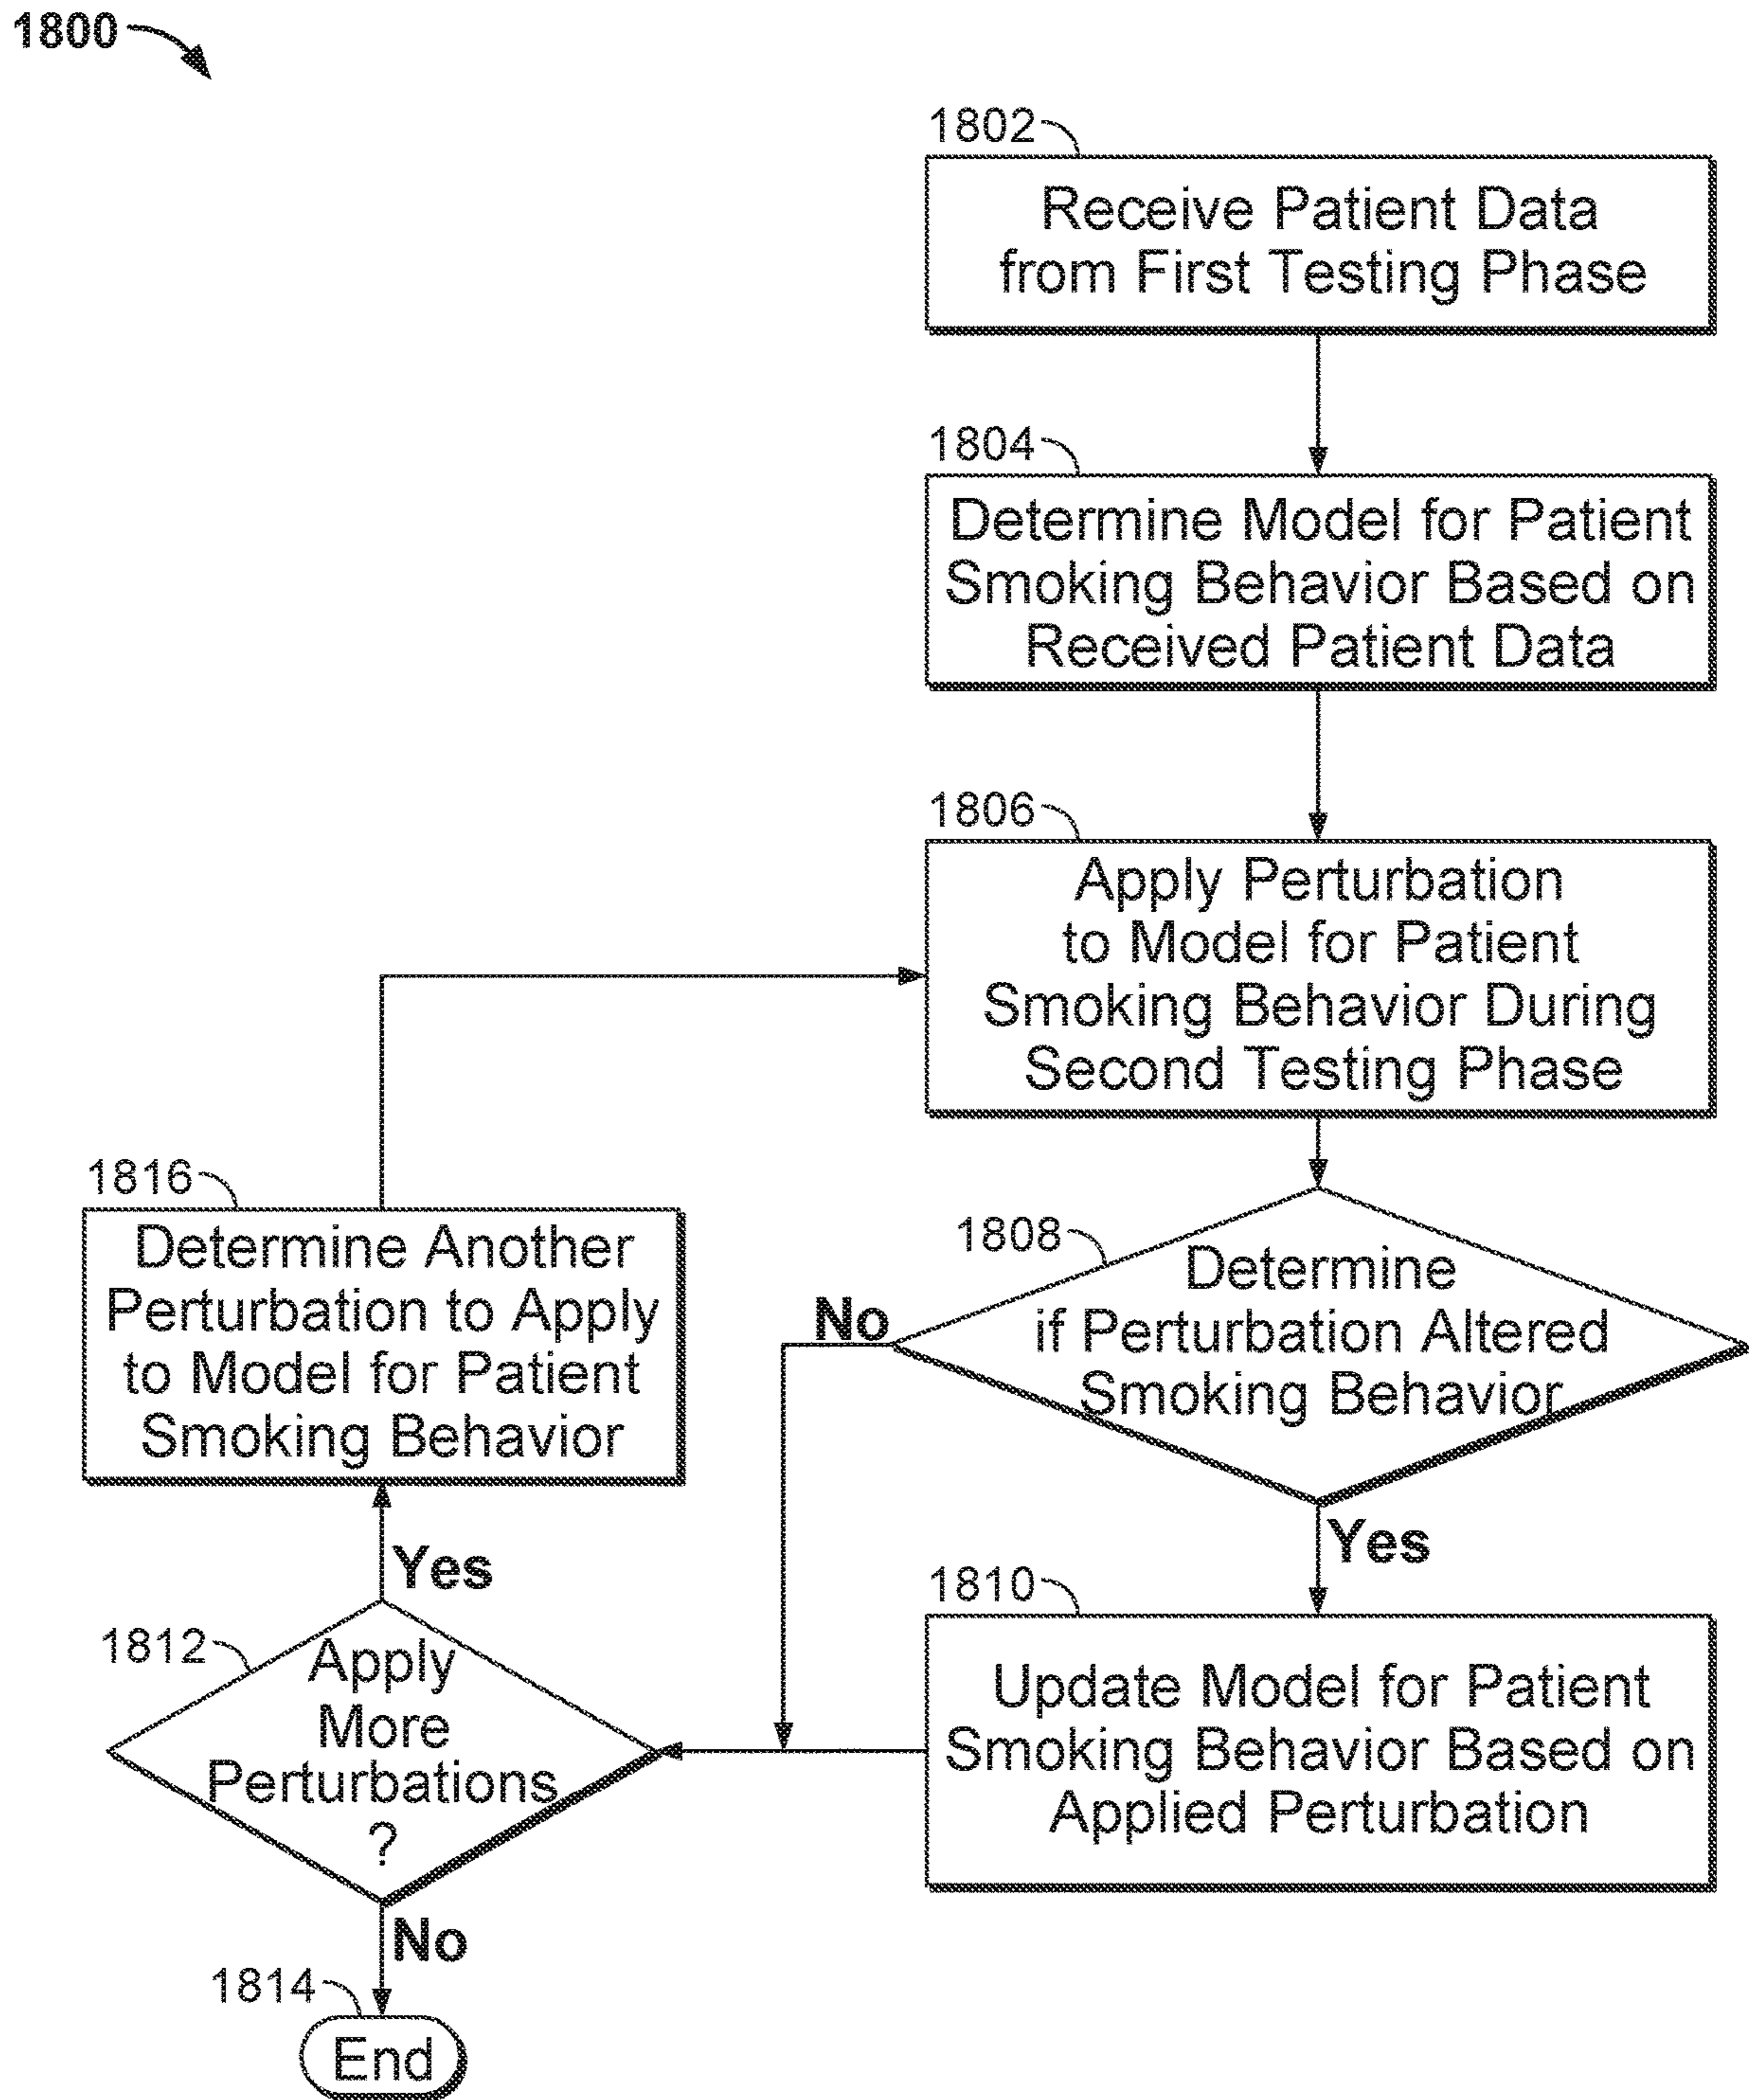 1800
1802
Receive Patient Data
from First Testing Phase
1804
Determine Model for Patient
Smoking Behavior Based on
Received Patient Data
1806
Apply Perturbation
to Model for Patient
Smoking Behavior During
Second Testing Phase
1808
Determine
if Perturbation Altered
Smoking Behavior
No
Yes
1810
Update Model for Patient
Smoking Behavior Based on
Applied Perturbation
1812
Apply
More
Perturbations
?
Yes
1816
Determine Another
Perturbation to Apply
to Model for Patient
Smoking Behavior
No
1814
End